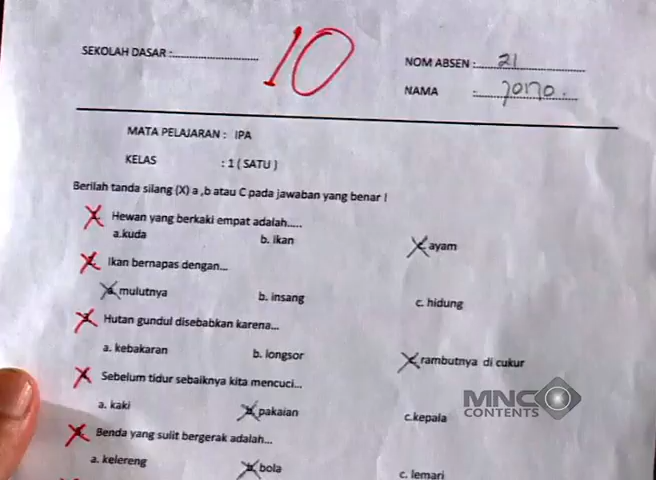 10
SEKOLAH DASAR :
NOM ABSEN : 21
NAMA : Jono.
MATA PELAJARAN : IPA
KELAS : 1 ( SATU )
Berilah tanda silang (X) a ,b atau C pada jawaban yang benar !
Hewan yang berkaki empat adalah.....
a.kuda b. ikan ayam
Ikan bernapas dengan...
mulutnya b. insang c. hidung
Hutan gundul disebabkan karena...
a. kebakaran b. longsor rambutnya di cukur
Sebelum tidur sebaiknya kita mencuci...
a. kaki pakaian c.kepala
MNC
CONTENTS
Benda yang sulit bergerak adalah...
a. kelereng bola c. lemari